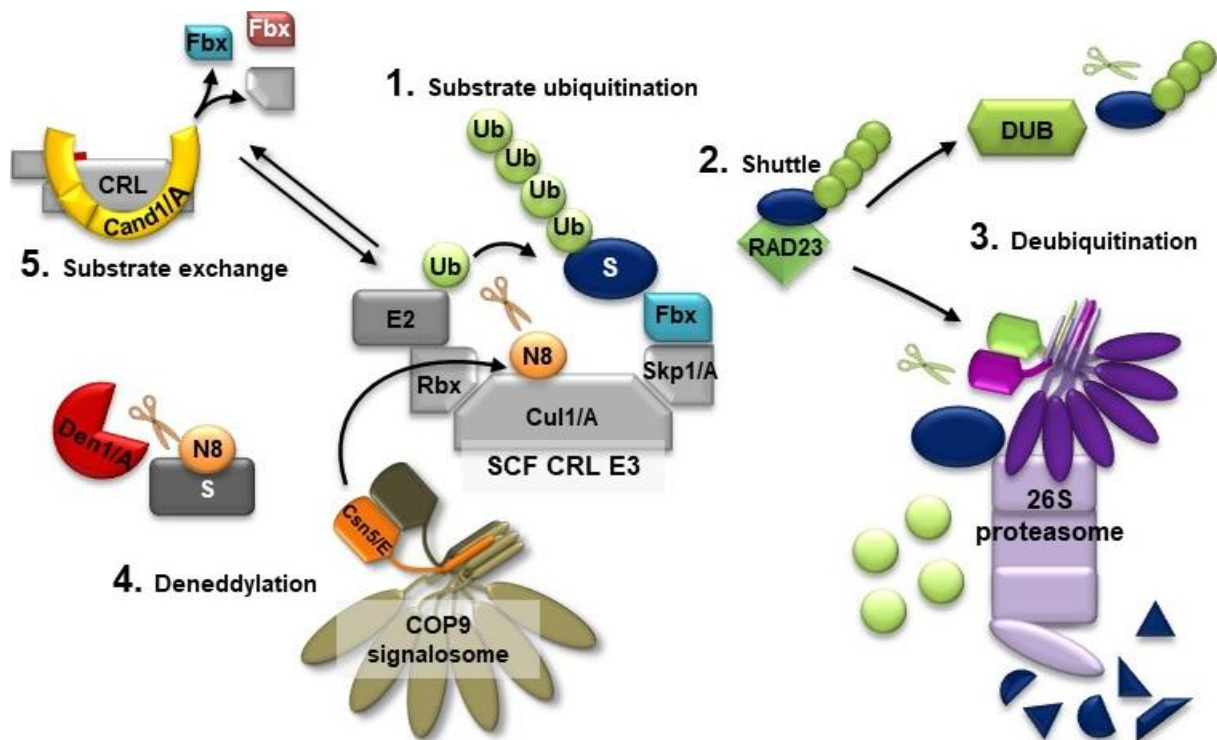 Fbx
Fbx
CRL
Cand1/A
5. Substrate exchange
1. Substrate ubiquitination
Ub
Ub
Ub
Ub
Ub
S
E2
N8
Fbx
Rbx
Skp1/A
Cul1/A
SCF CRL E3
2. Shuttle
RAD23
DUB
3. Deubiquitination
26S
proteasome
Den1/A
N8
S
4. Deneddylation
Csn5/E
COP9
signalosome